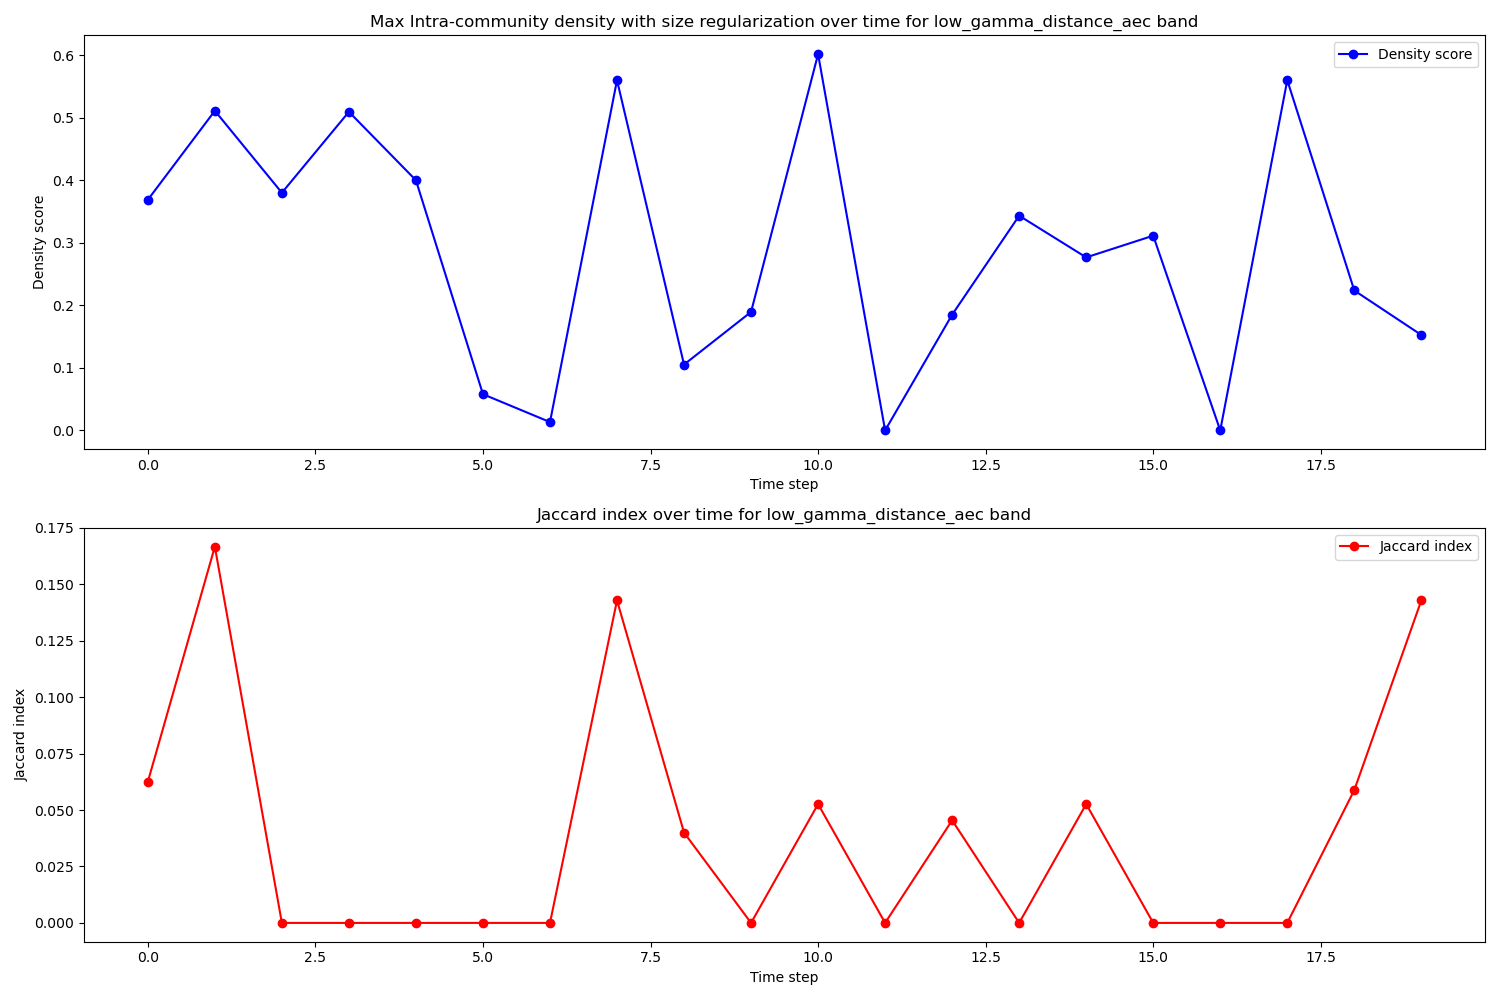 Max Intra-community density with size regularization over time for low_gamma_distance_aec band
Density score
0.6
0.5
0.4
0.3
0.2
0.1
0.0
Density score
0.0 2.5 5.0 7.5 10.0 12.5 15.0 17.5
Time step
Jaccard index over time for low_gamma_distance_aec band
Jaccard index
0.175
0.150
0.125
0.100
0.075
0.050
0.025
0.000
Jaccard index
0.0 2.5 5.0 7.5 10.0 12.5 15.0 17.5
Time step